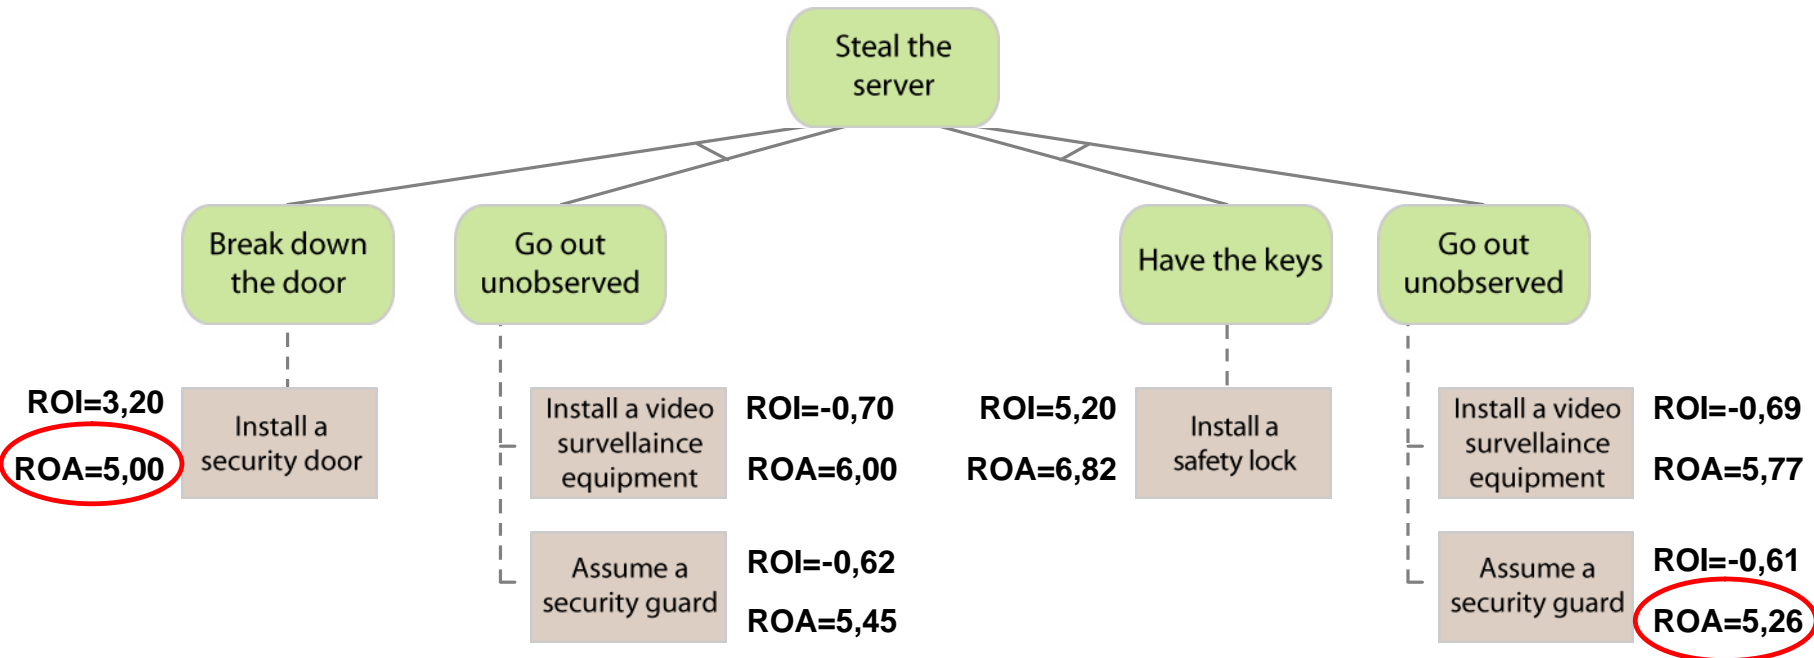 Steal the
server
Break down
the door
Go out
unobserved
Have the keys
Go out
unobserved
ROI=3,20
ROA=5,00
Install a
security door
Install a video
survellaince
equipment
ROI=-0,70
ROA=6,00
ROI=5,20
ROA=6,82
Install a
safety lock
Install a video
survellaince
equipment
ROI=-0,69
ROA=5,77
Assume a
security guard
ROI=-0,62
ROA=5,45
Assume a
security guard
ROI=-0,61
ROA=5,26